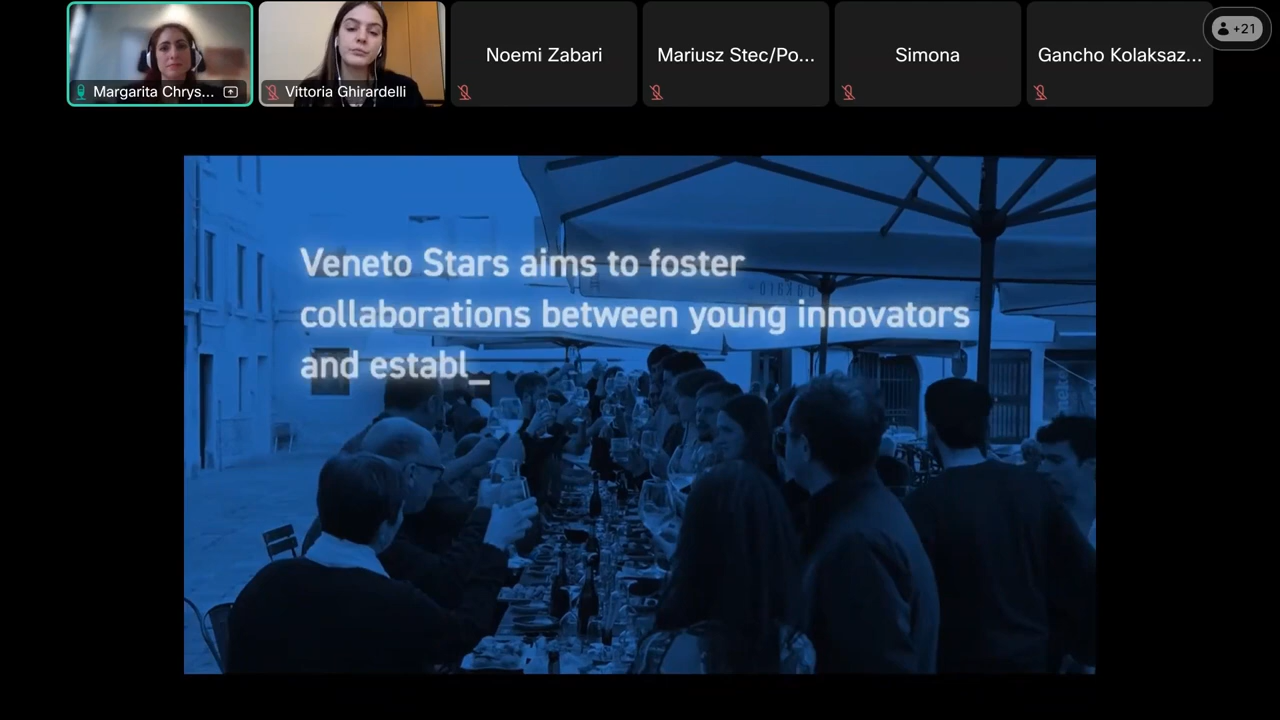 Margarita Chrys...
Vittoria Ghirardelli
Noemi Zabari
Mariusz Stec/Po...
Simona
Gancho Kolaksaz...
+21
Veneto Stars aims to foster
collaborations between young innovators
and establ_